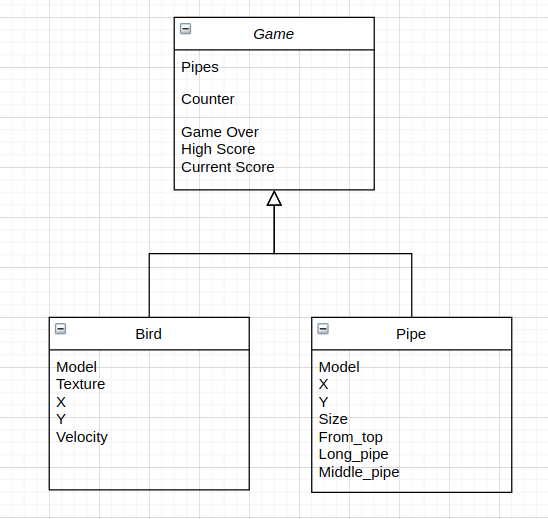 Game
Pipes
Counter
Game Over
High Score
Current Score
Bird
Model
Texture
X
Y
Velocity
Pipe
Model
X
Y
Size
From_top
Long_pipe
Middle_pipe